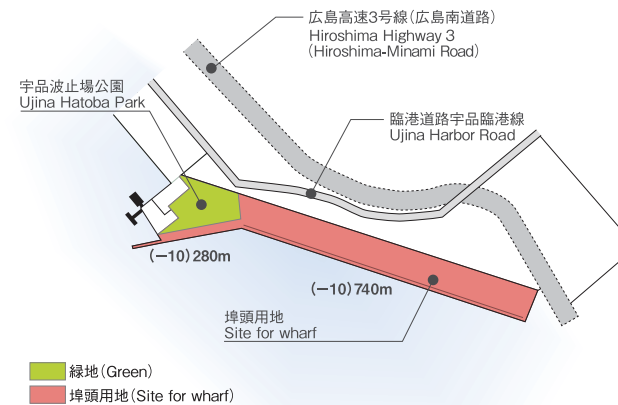 広島高速3号線(広島南道路)
Hiroshima Highway 3
(Hiroshima-Minami Road)
宇品波止場公園
Ujina Hatoba Park
臨港道路宇品臨港線
Ujina Harbor Road
(−10)280m
(−10)740m
埠頭用地
Site for wharf
緑地(Green)
埠頭用地(Site for wharf)